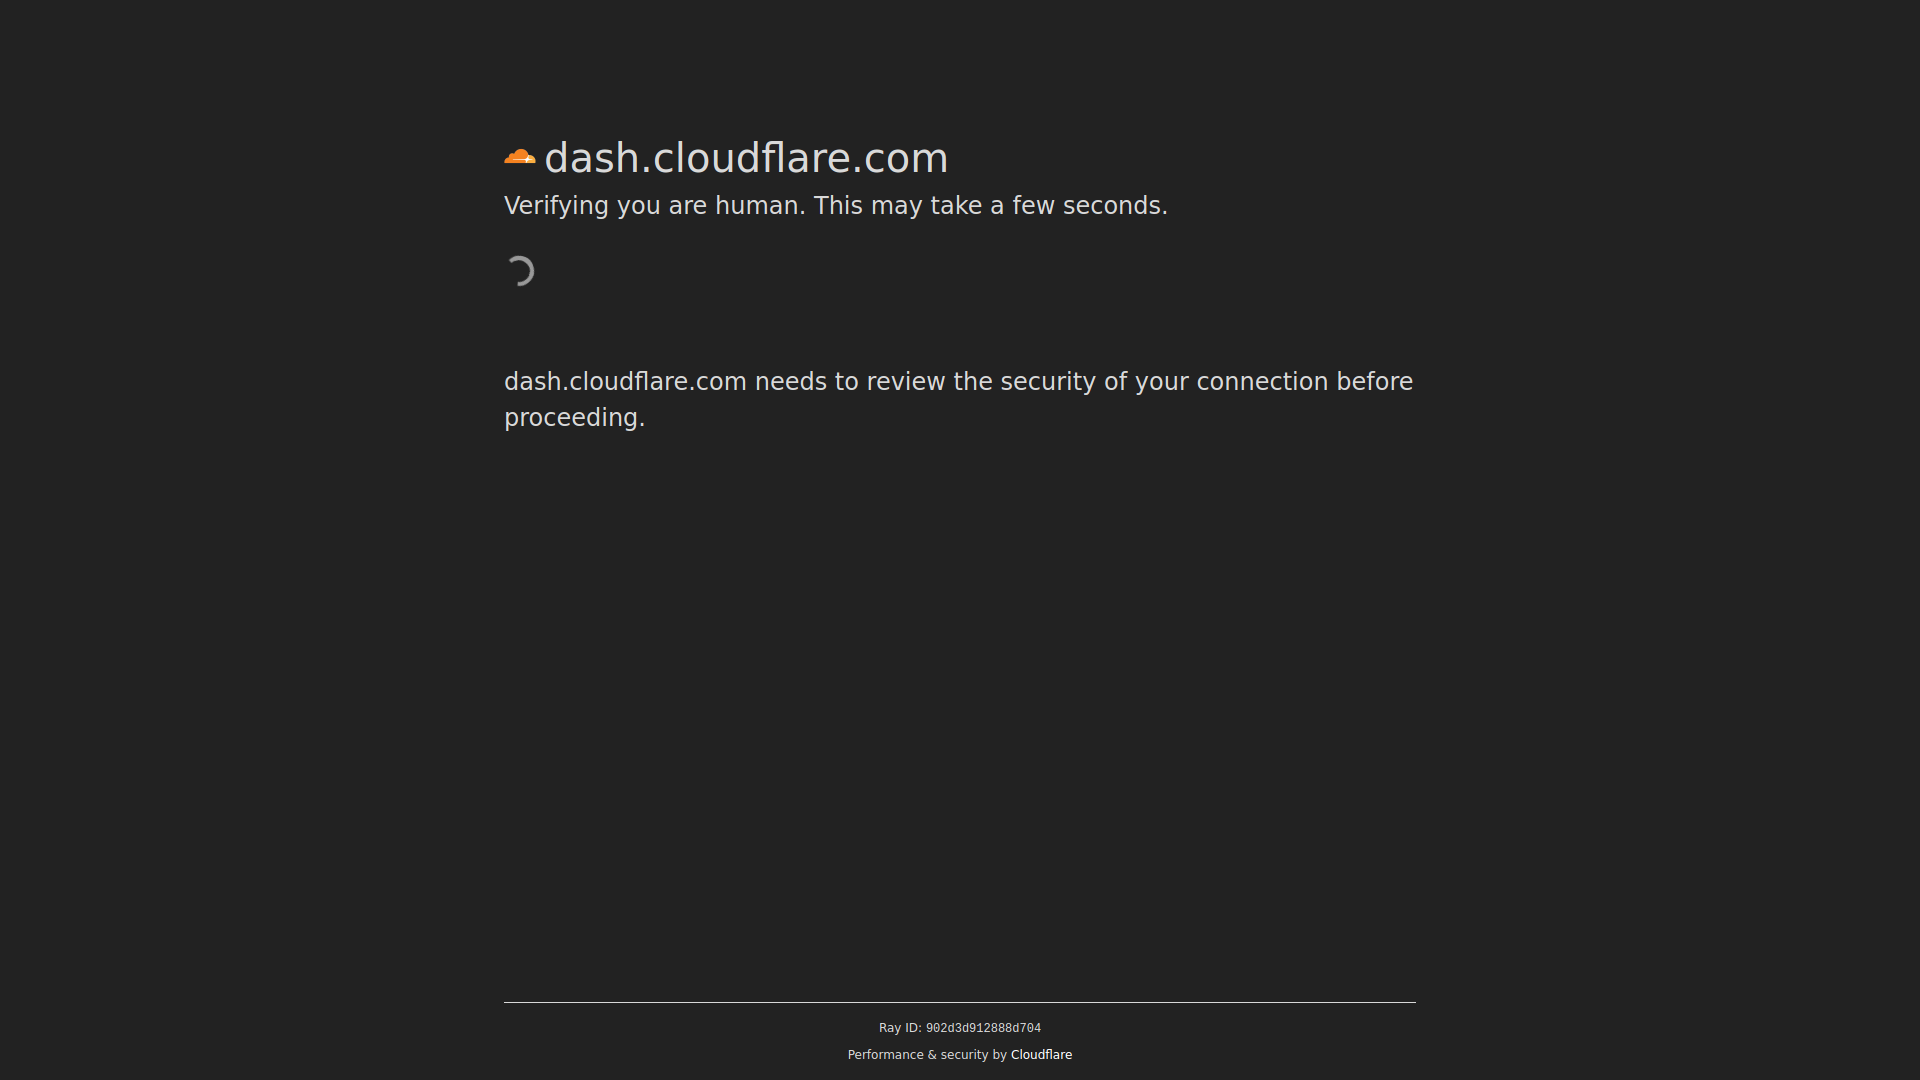 dash.cloudflare.com
Verifying you are human. This may take a few seconds.
dash.cloudflare.com needs to review the security of your connection before
proceeding.
Ray ID: 902d3d912888d704
Performance & security by Cloudflare